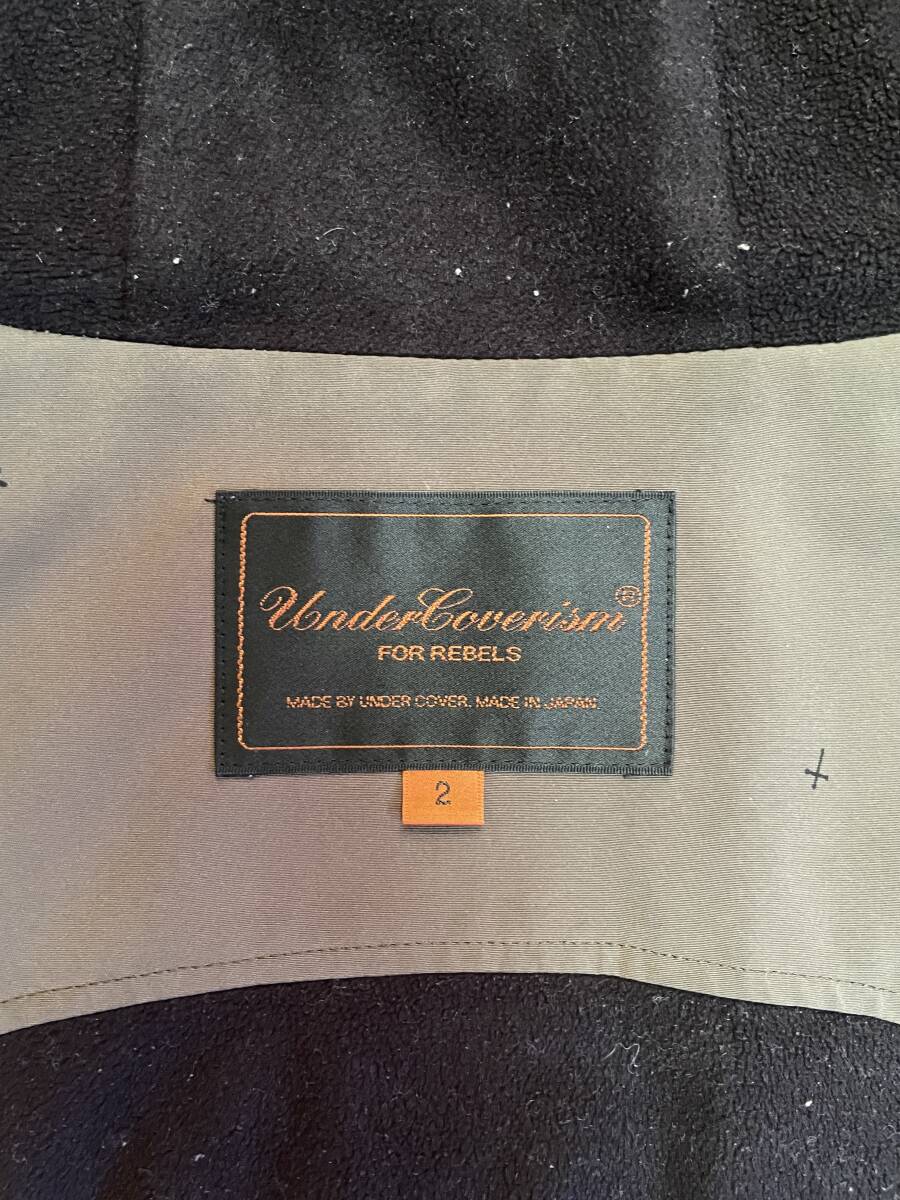 UnderCoverism®
FOR REBELS
MADE BY UNDER COVER. MADE IN JAPAN
2